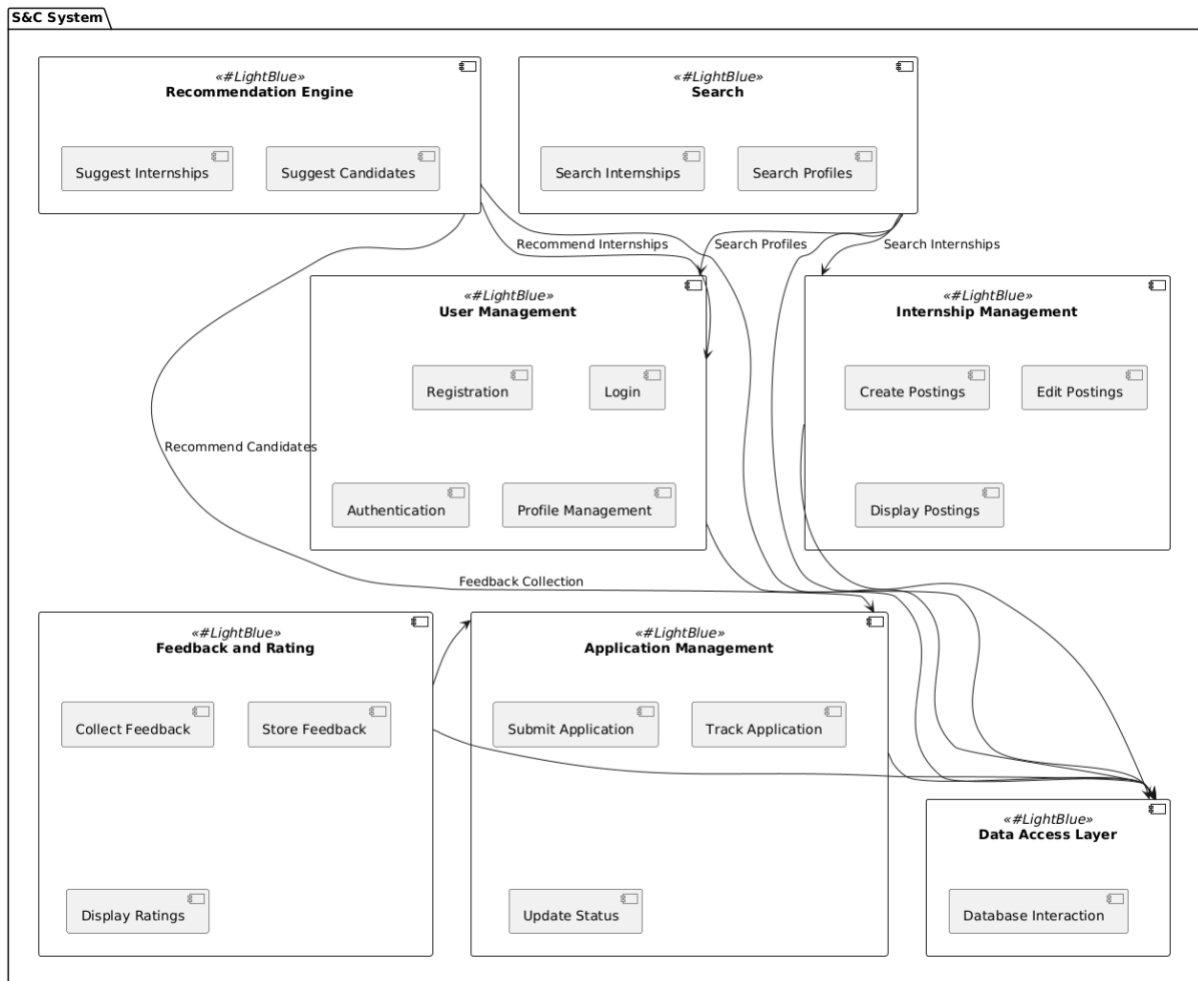 S&C System
«#LightBlue»
Recommendation Engine
Suggest Internships
Suggest Candidates
«#LightBlue»
Search
Search Internships
Search Profiles
Recommend Internships
Search Profiles
Search Internships
«#LightBlue»
User Management
Registration
Login
Authentication
Profile Management
«#LightBlue»
Internship Management
Create Postings
Edit Postings
Display Postings
Recommend Candidates
Feedback Collection
«#LightBlue»
Feedback and Rating
Collect Feedback
Store Feedback
Display Ratings
«#LightBlue»
Application Management
Submit Application
Track Application
Update Status
«#LightBlue»
Data Access Layer
Database Interaction